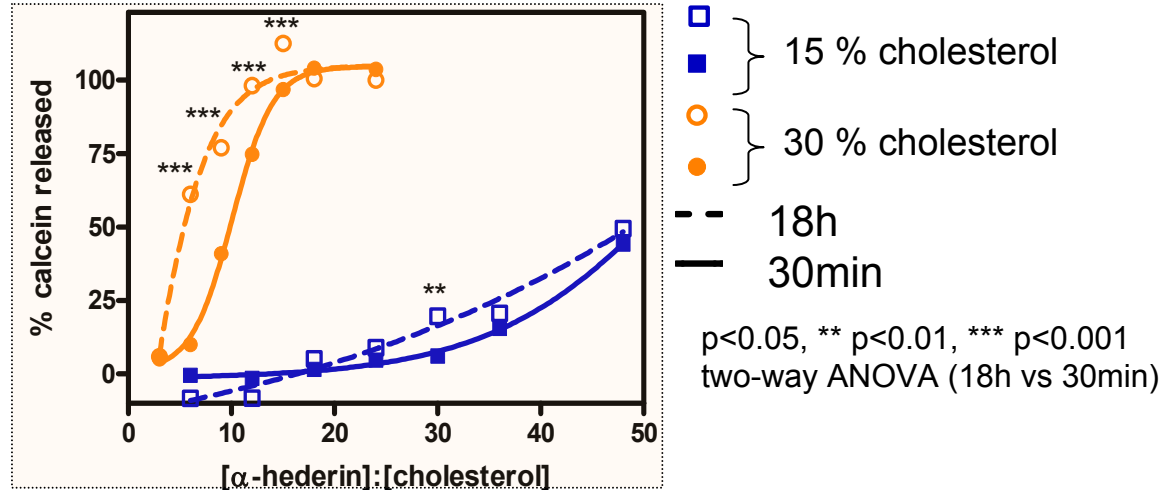 % calcein released
100
75
50
25
0
0 10 20 30 40 50
[α-hederin]:[cholesterol]
***
***
***
***
**
15 % cholesterol
30 % cholesterol
18h
30min
p<0.05, ** p<0.01, *** p<0.001
two-way ANOVA (18h vs 30min)